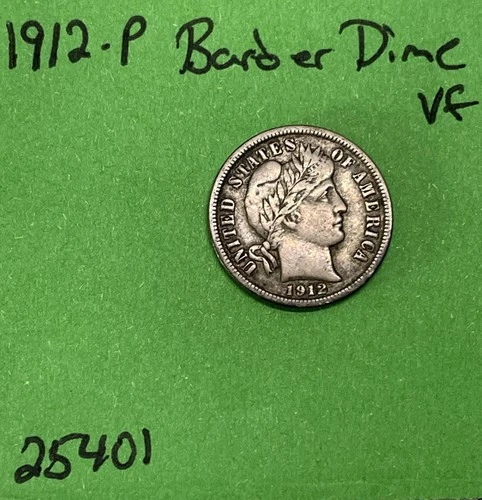 1912-P Barber Dime
VF
UNITED STATES OF AMERICA
1912
25401